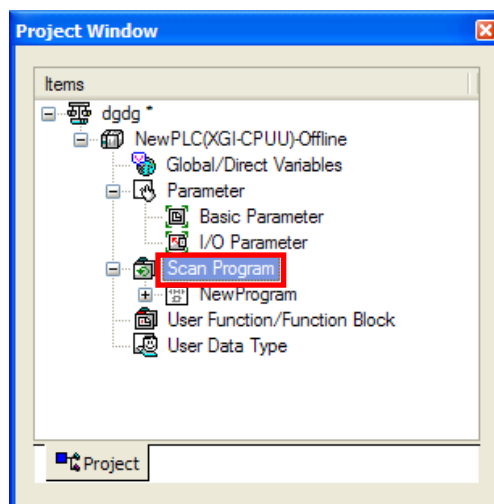 Project Window
Items
dgdg *
NewPLC(XGI-CPUU)-Offline
Global/Direct Variables
Parameter
Basic Parameter
I/O Parameter
Scan Program
NewProgram
User Function/Function Block
User Data Type
Project